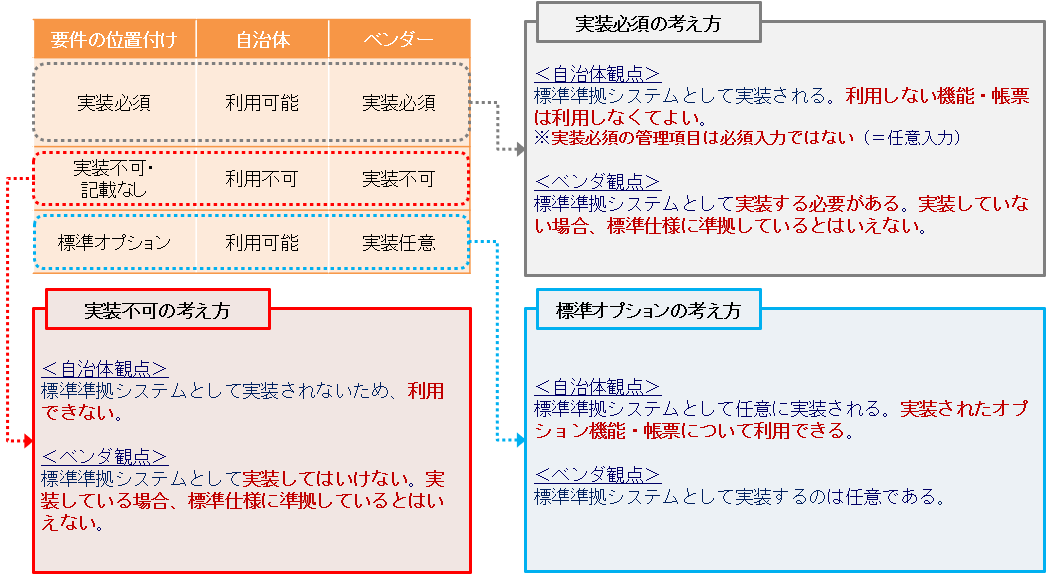 要件の位置付け 自治体 ベンダー
実装必須 利用可能 実装必須
実装不可・
記載なし 利用不可 実装不可
標準オプション 利用可能 実装任意
実装必須の考え方
＜自治体観点＞
標準準拠システムとして実装される。利用しない機能・帳票
は利用しなくてよい。
※実装必須の管理項目は必須入力ではない（＝任意入力）
＜ベンダ観点＞
標準準拠システムとして実装する必要がある。実装していな
い場合、標準仕様に準拠しているとはいえない。
実装不可の考え方
＜自治体観点＞
標準準拠システムとして実装されないため、利用
できない。
＜ベンダ観点＞
標準準拠システムとして実装してはいけない。実
装している場合、標準仕様に準拠しているとはい
えない。
標準オプションの考え方
＜自治体観点＞
標準準拠システムとして任意に実装される。実装されたオプ
ション機能・帳票について利用できる。
＜ベンダ観点＞
標準準拠システムとして実装するのは任意である。